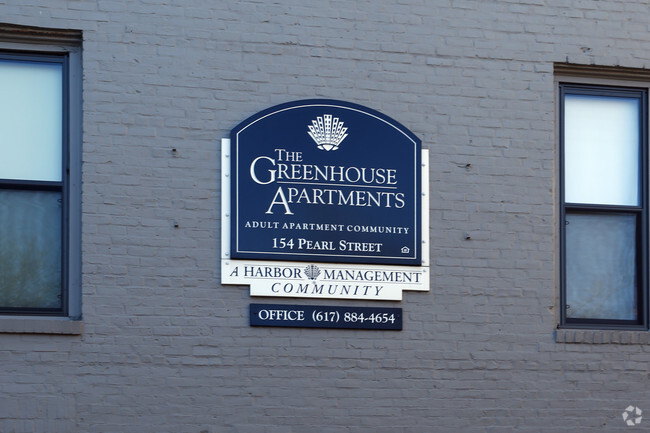 THE
GREENHOUSE
APARTMENTS
ADULT APARTMENT COMMUNITY
154 PEARL STREET
A HARBOR MANAGEMENT
COMMUNITY
OFFICE (617) 884-4654